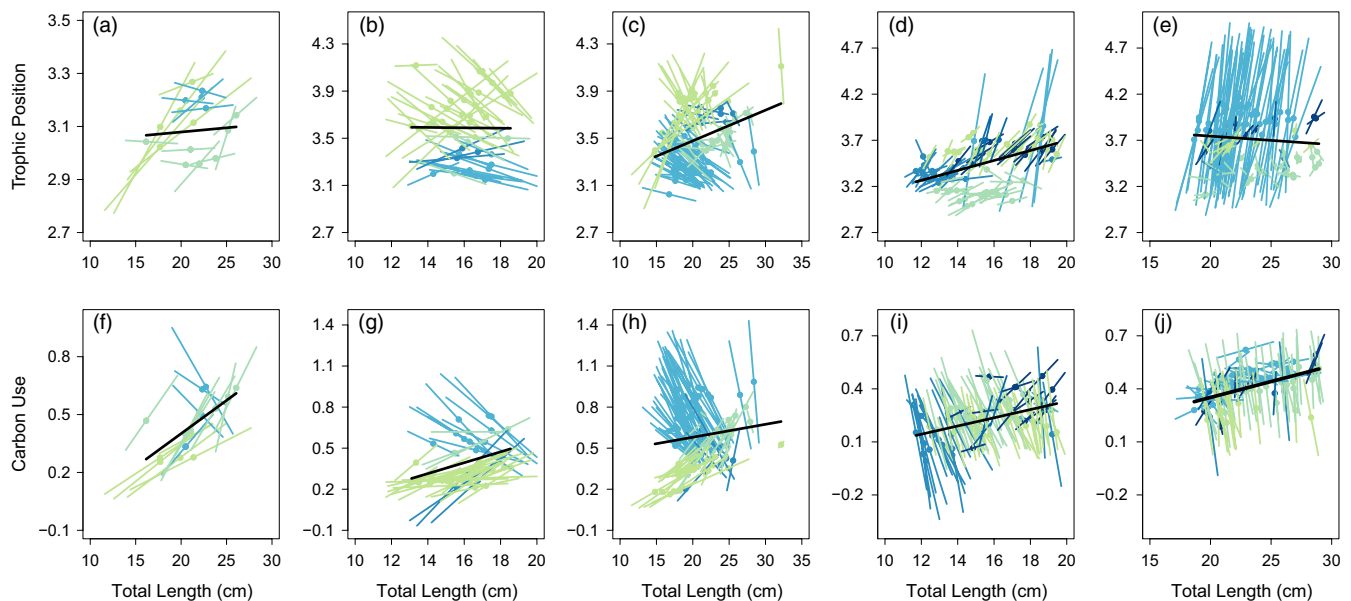 (a) (b) (c) (d) (e)
Trophic Position
3.5 3.3 3.1 2.9 2.7
4.3 3.9 3.5 3.1 2.7
4.3 3.9 3.5 3.1 2.7
4.7 4.2 3.7 3.2 2.7
4.7 4.2 3.7 3.2 2.7
10 15 20 25 30
10 12 14 16 18 20
10 15 20 25 30 35
10 12 14 16 18 20
15 20 25 30
(f) (g) (h) (i) (j)
Carbon Use
0.8 0.5 0.2 −0.1
1.4 1.1 0.8 0.5 0.2 −0.1
1.4 1.1 0.8 0.5 0.2 −0.1
0.7 0.4 0.1 −0.2
0.7 0.4 0.1 −0.2
10 15 20 25 30
10 12 14 16 18 20
10 15 20 25 30 35
10 12 14 16 18 20
15 20 25 30
Total Length (cm) Total Length (cm) Total Length (cm) Total Length (cm) Total Length (cm)